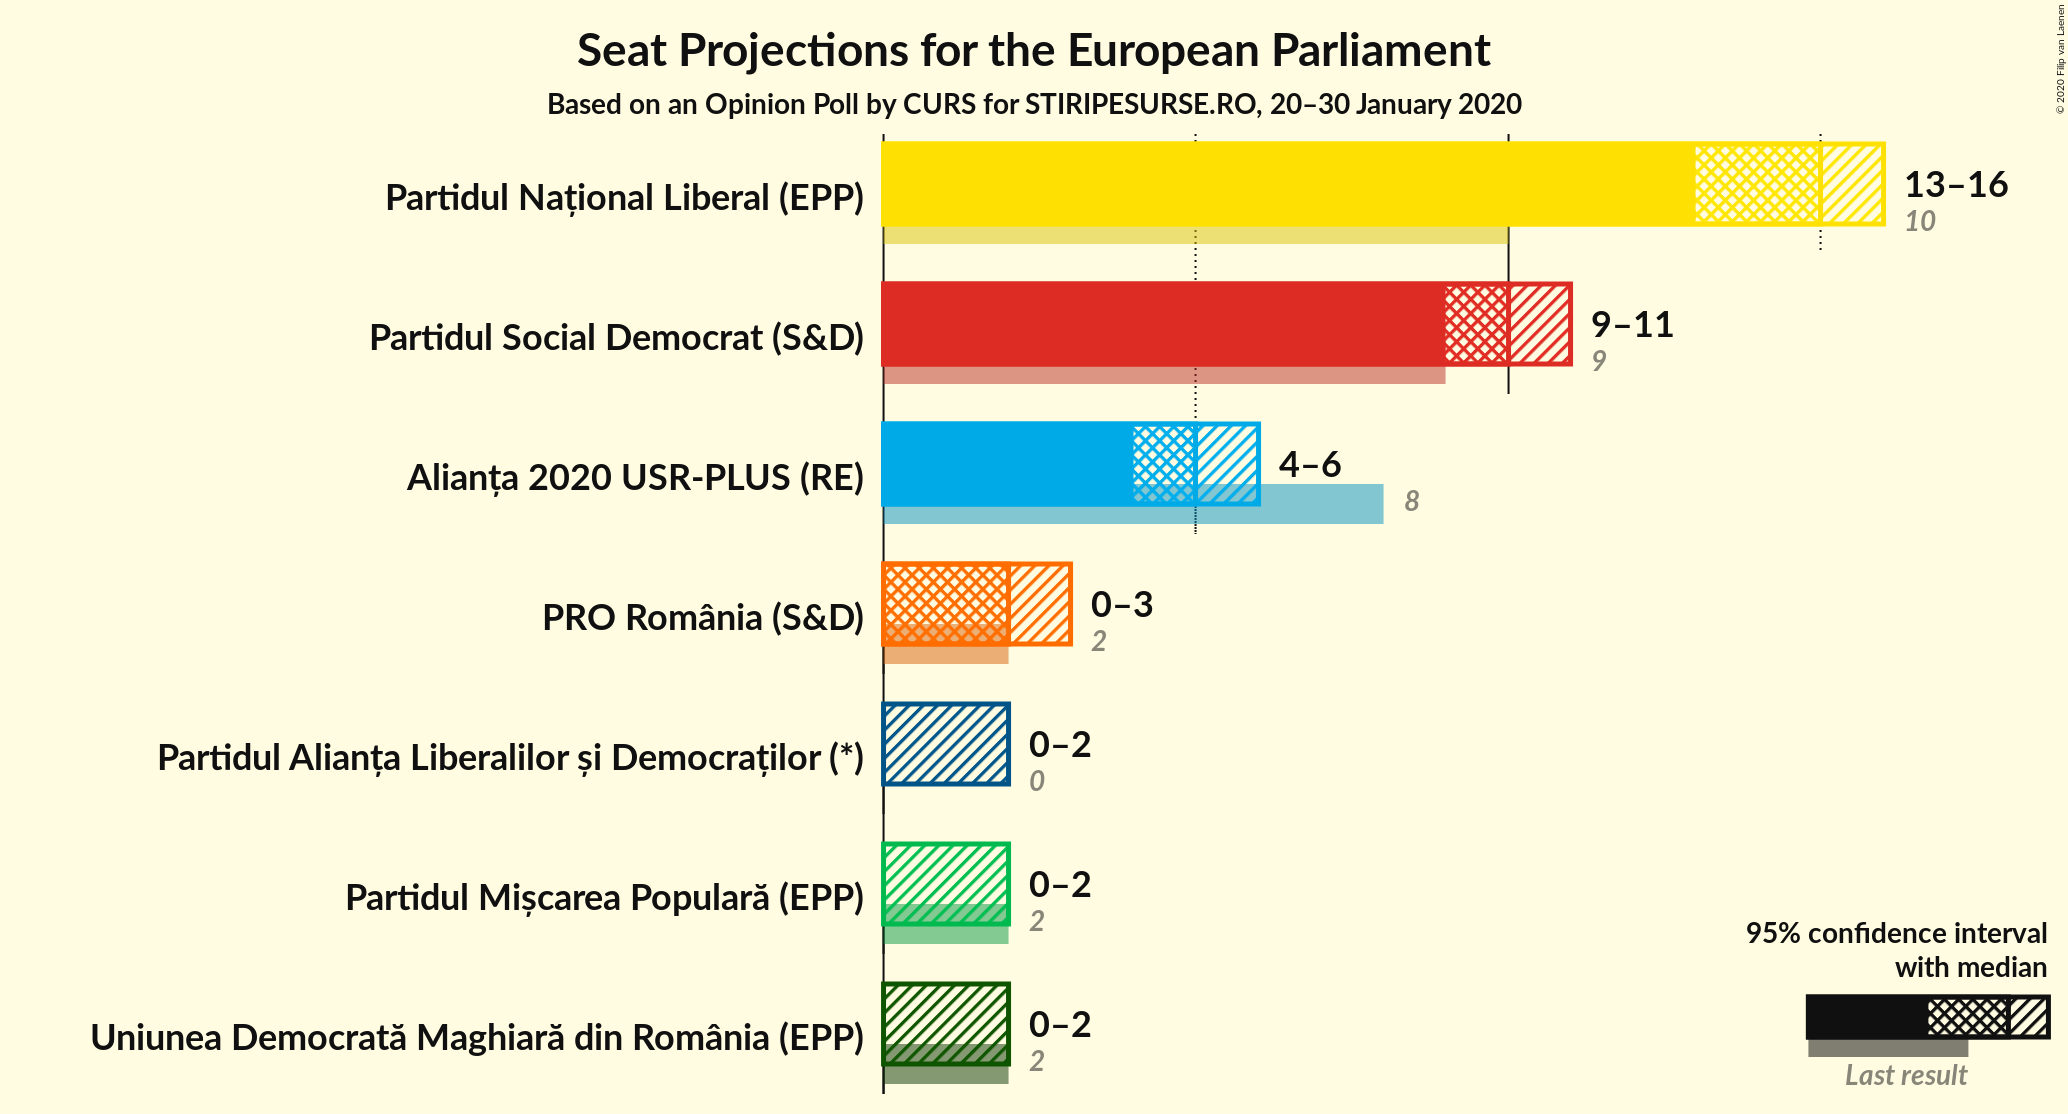 Seat Projections for the European Parliament
Based on an Opinion Poll by CURS for STIRIPESURSE.RO, 20–30 January 2020
© 2020 Filip van Laenen
Partidul Național Liberal (EPP)
13–16
10
Partidul Social Democrat (S&D)
9–11
9
Alianța 2020 USR-PLUS (RE)
4–6
8
PRO România (S&D)
0–3
2
Partidul Alianța Liberalilor și Democraților (*)
0–2
0
Partidul Mișcarea Populară (EPP)
0–2
2
Uniunea Democrată Maghiară din România (EPP)
0–2
2
95% confidence interval
with median
Last result